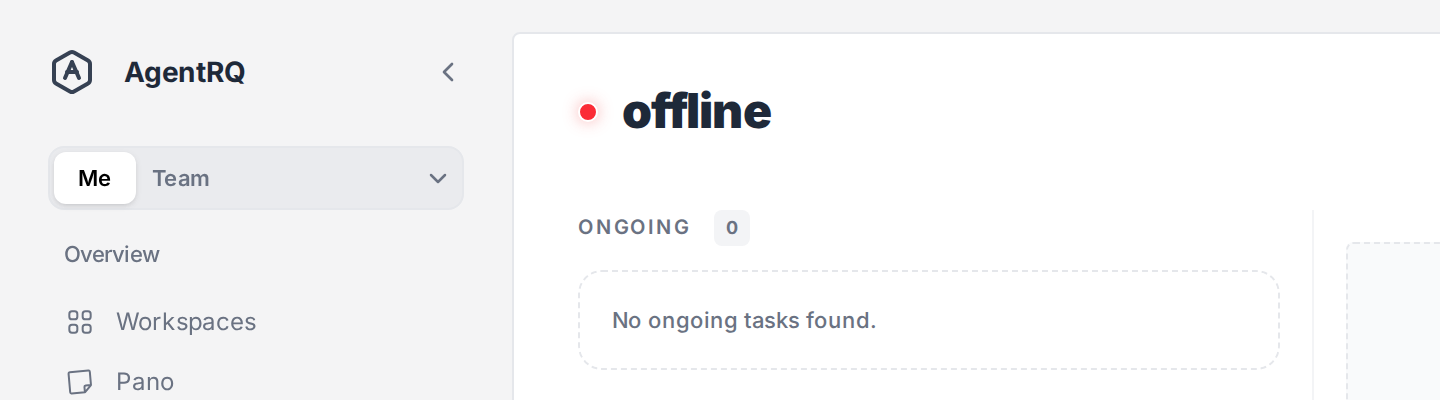 AgentRQ
Me Team
Overview
Workspaces
Pano
offline
ONGOING 0
No ongoing tasks found.